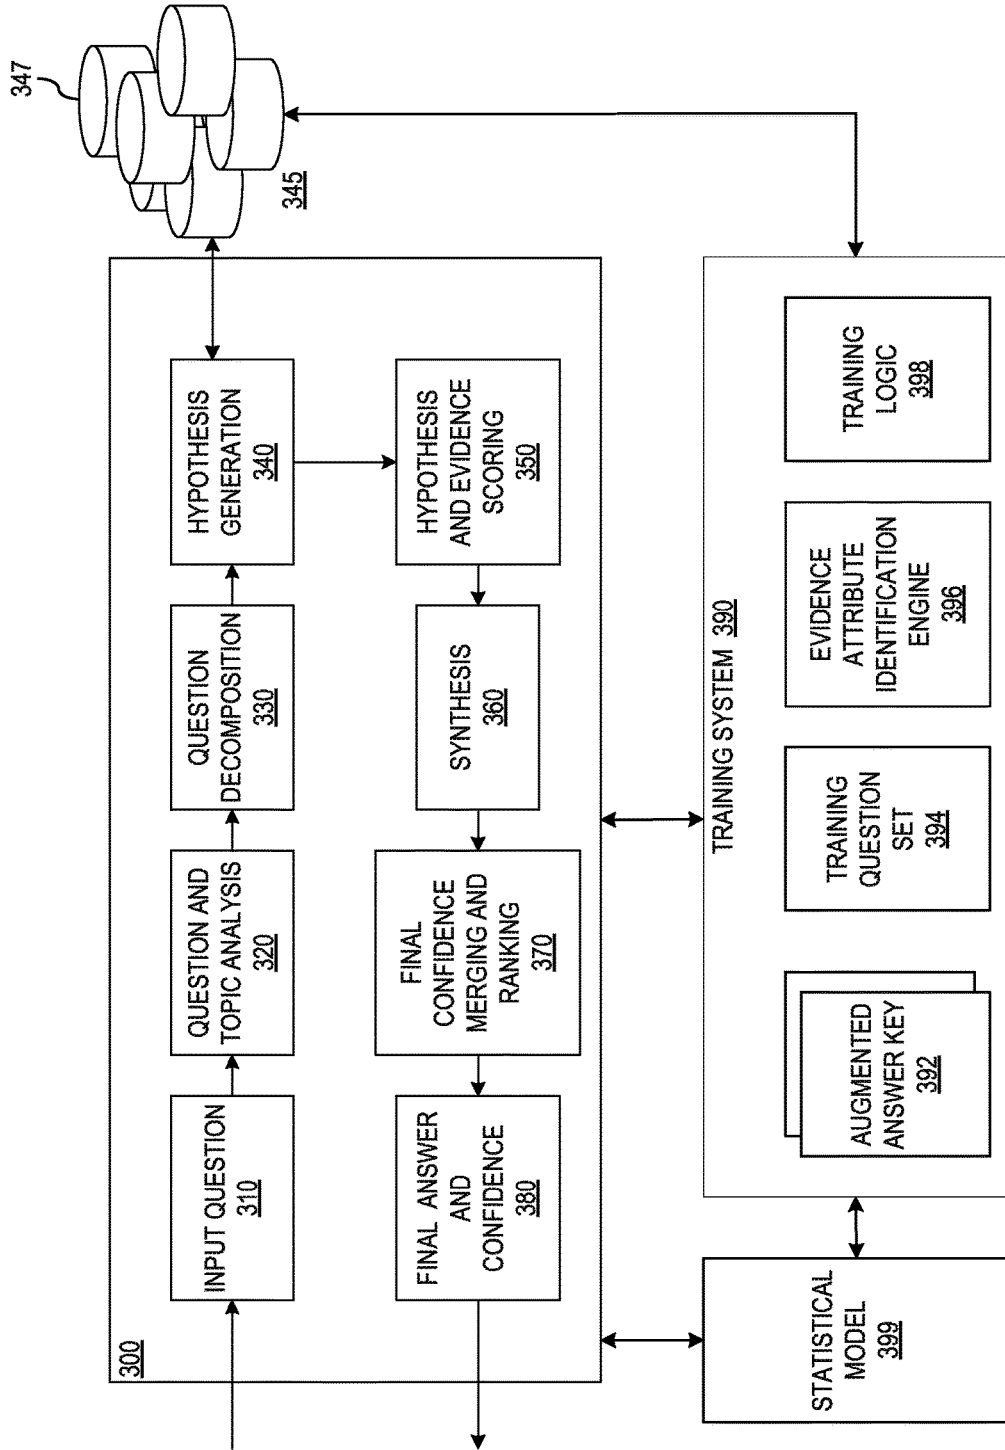 300
INPUT QUESTION
310
QUESTION AND
TOPIC ANALYSIS
320
QUESTION
DECOMPOSITION
330
HYPOTHESIS
GENERATION
340
347
345
FINAL ANSWER
AND
CONFIDENCE
380
FINAL
CONFIDENCE
MERGING AND
RANKING
370
SYNTHESIS
360
HYPOTHESIS
AND EVIDENCE
SCORING
350
STATISTICAL
MODEL
399
TRAINING SYSTEM 390
AUGMENTED
ANSWER KEY
392
TRAINING
QUESTION
SET
394
EVIDENCE
ATTRIBUTE
IDENTIFICATION
ENGINE
396
TRAINING
LOGIC
398